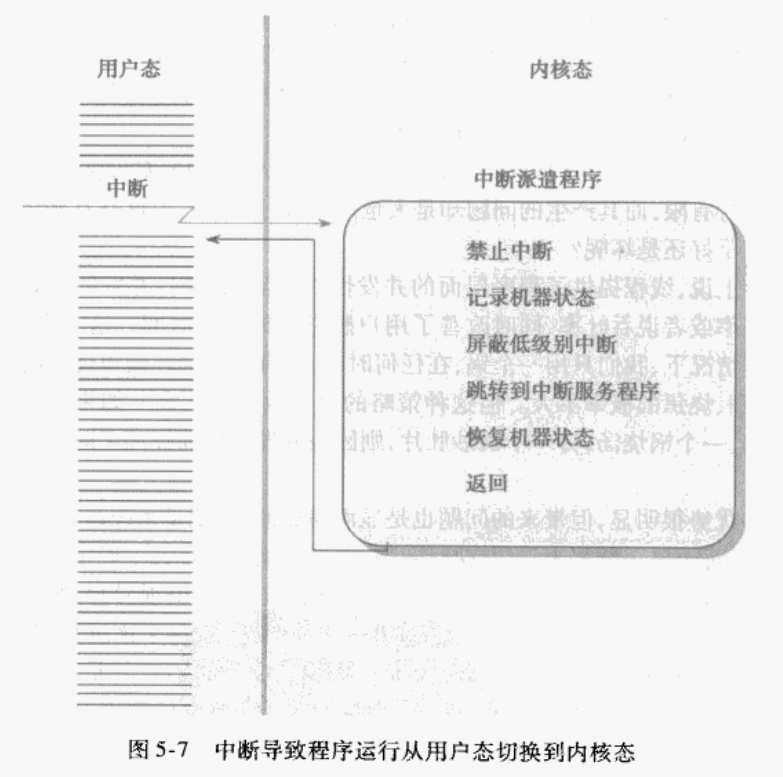 用户态
内核态
中断
中断派遣程序
禁止中断
记录机器状态
屏蔽低级别中断
跳转到中断服务程序
恢复机器状态
返回
图 5-7 中断导致程序运行从用户态切换到内核态